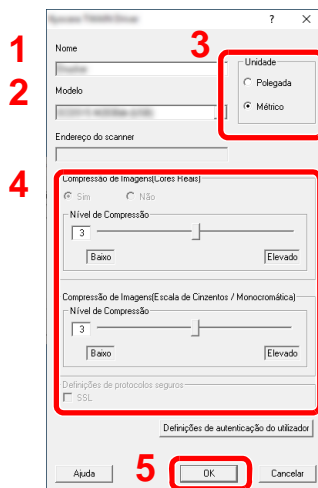 ? ×
1 Nome
3 Unidade
Polegada
Métrico
2 Modelo
Endereço do scanner
4 Compressão de Imagens(Cores Reais)
Sim Não
Nível de Compressão
3
Baixo Elevado
Compressão de Imagens(Escala de Cinzentos / Monocromática)
Nível de Compressão
3
Baixo Elevado
Definições de protocolos seguros
SSL
Definições de autenticação do utilizador
Ajuda 5 OK Cancelar